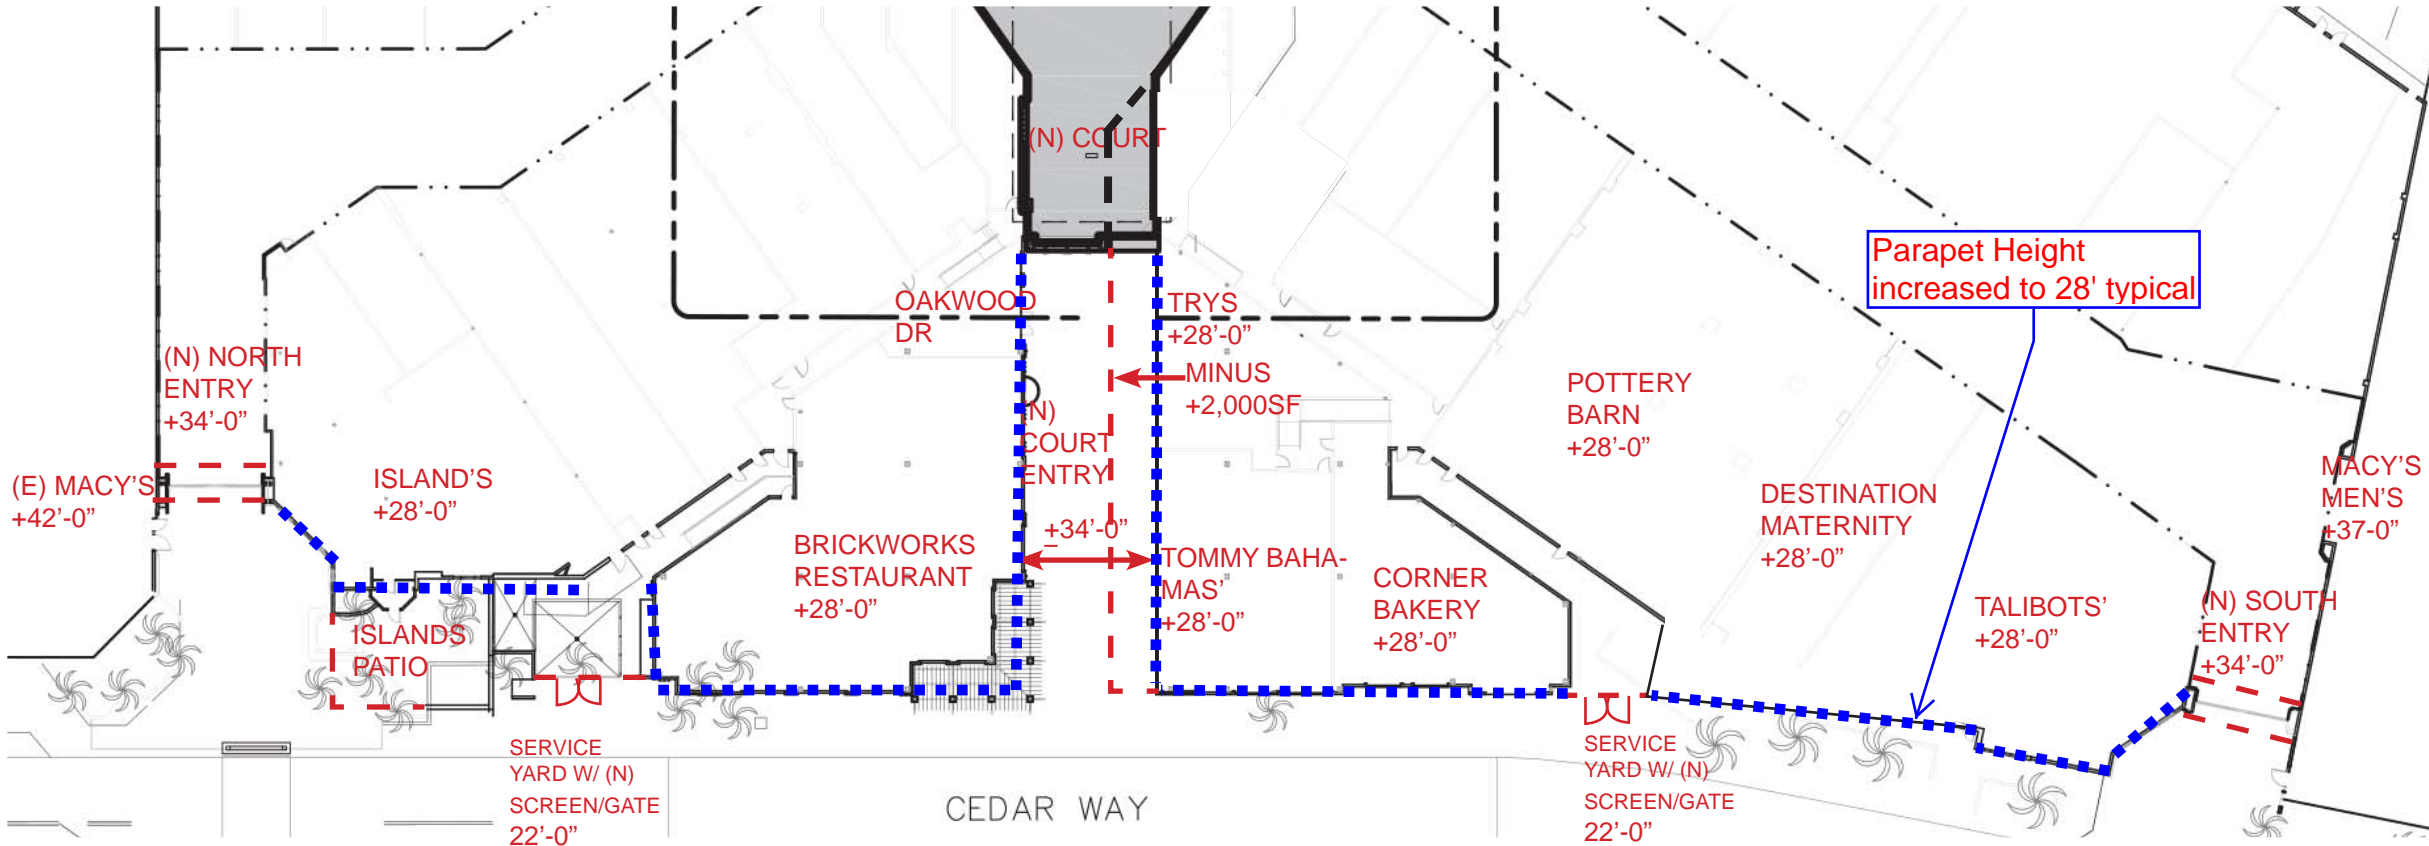 (N) COURT
Parapet Height
increased to 28' typical
OAKWOOD
DR
TRYS
+28'-0"
(N) NORTH
ENTRY
+34'-0"
MINUS
+2,000SF
POTTERY
BARN
+28'-0"
(N)
COURT
ENTRY
+34'-0"
(E) MACY'S
+42'-0"
ISLAND'S
+28'-0"
MACY'S
MEN'S
+37-0"
DESTINATION
MATERNITY
+28'-0"
BRICKWORKS
RESTAURANT
+28'-0"
TOMMY BAHA-
MAS'
+28'-0"
CORNER
BAKERY
+28'-0"
TALIBOTS'
+28'-0"
(N) SOUTH
ENTRY
+34'-0"
ISLANDS
PATIO
SERVICE
YARD W/ (N)
SCREEN/GATE
22'-0"
SERVICE
YARD W/ (N)
SCREEN/GATE
22'-0"
CEDAR WAY